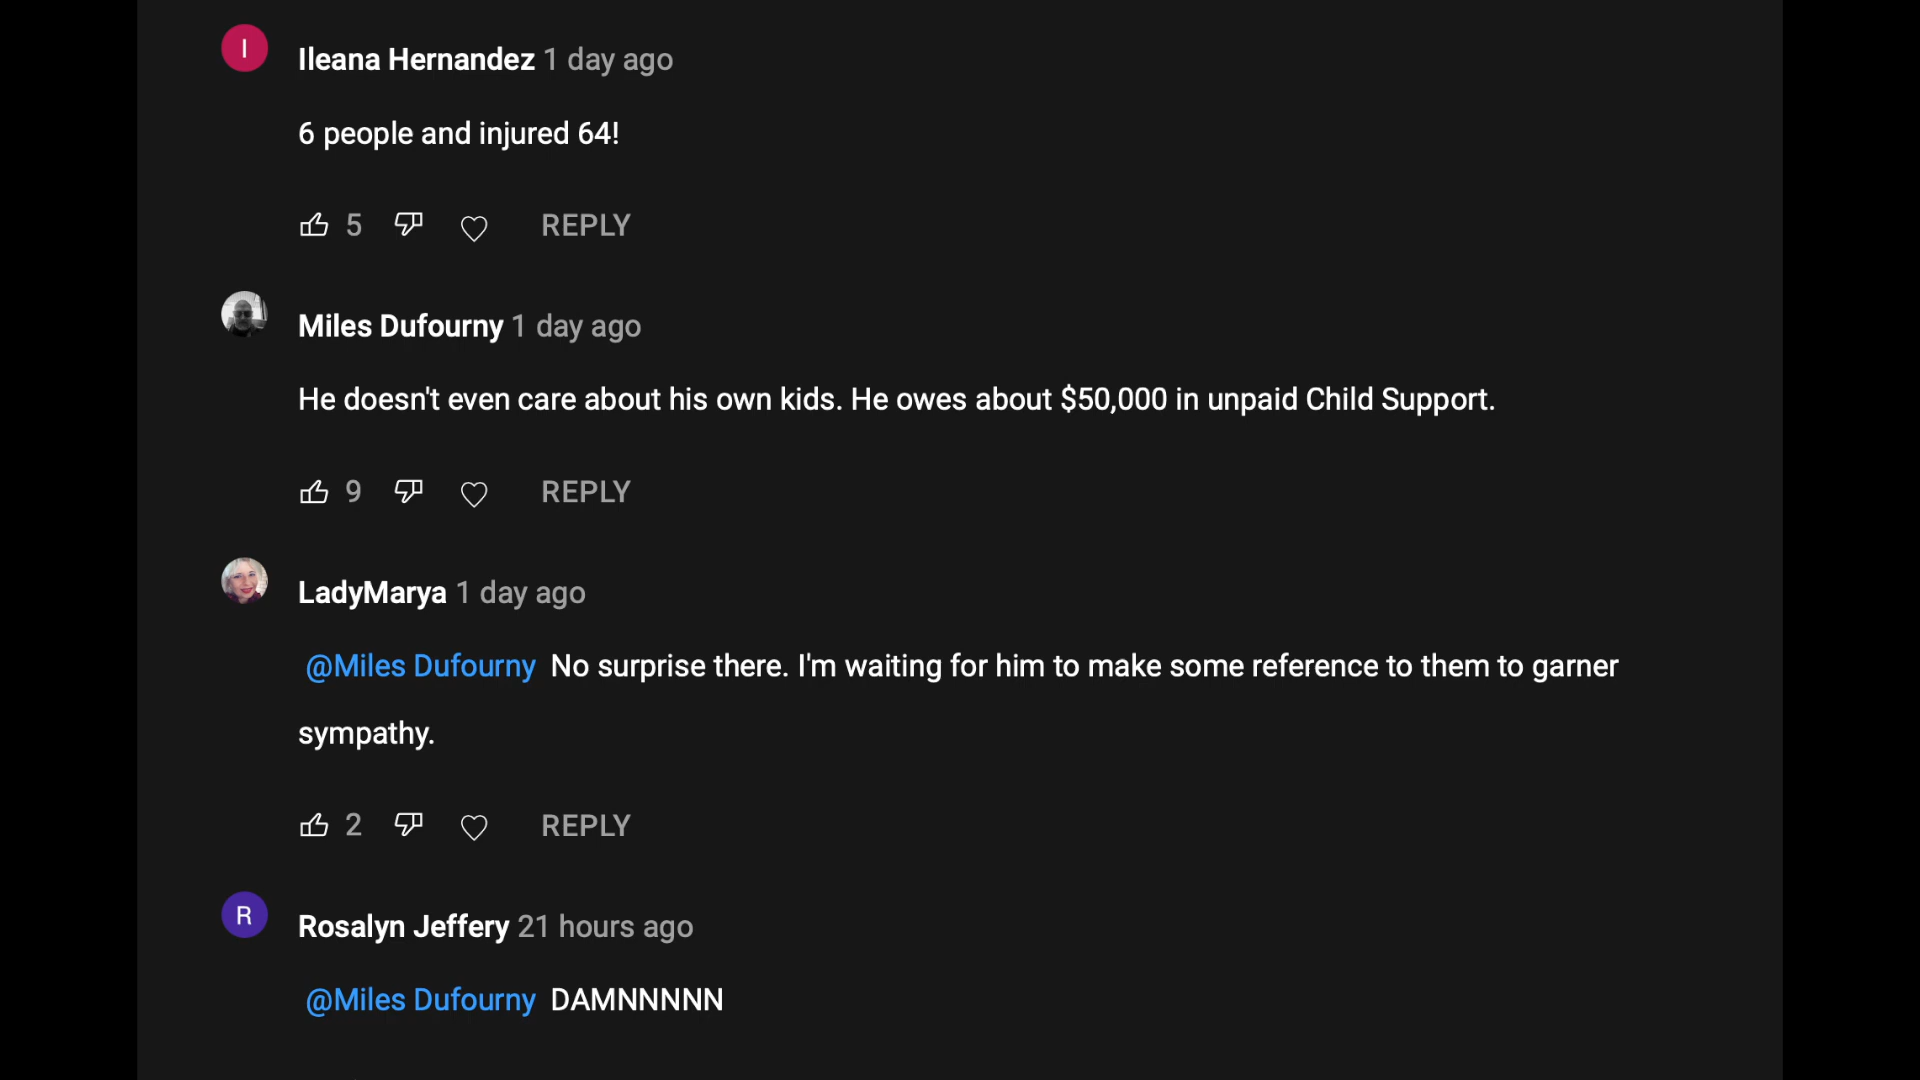 I
Ileana Hernandez 1 day ago
6 people and injured 64!
5 REPLY
Miles Dufourny 1 day ago
He doesn't even care about his own kids. He owes about $50,000 in unpaid Child Support.
9 REPLY
LadyMarya 1 day ago
@Miles Dufourny No surprise there. I'm waiting for him to make some reference to them to garner
sympathy.
2 REPLY
R
Rosalyn Jeffery 21 hours ago
@Miles Dufourny DAMNNNNN